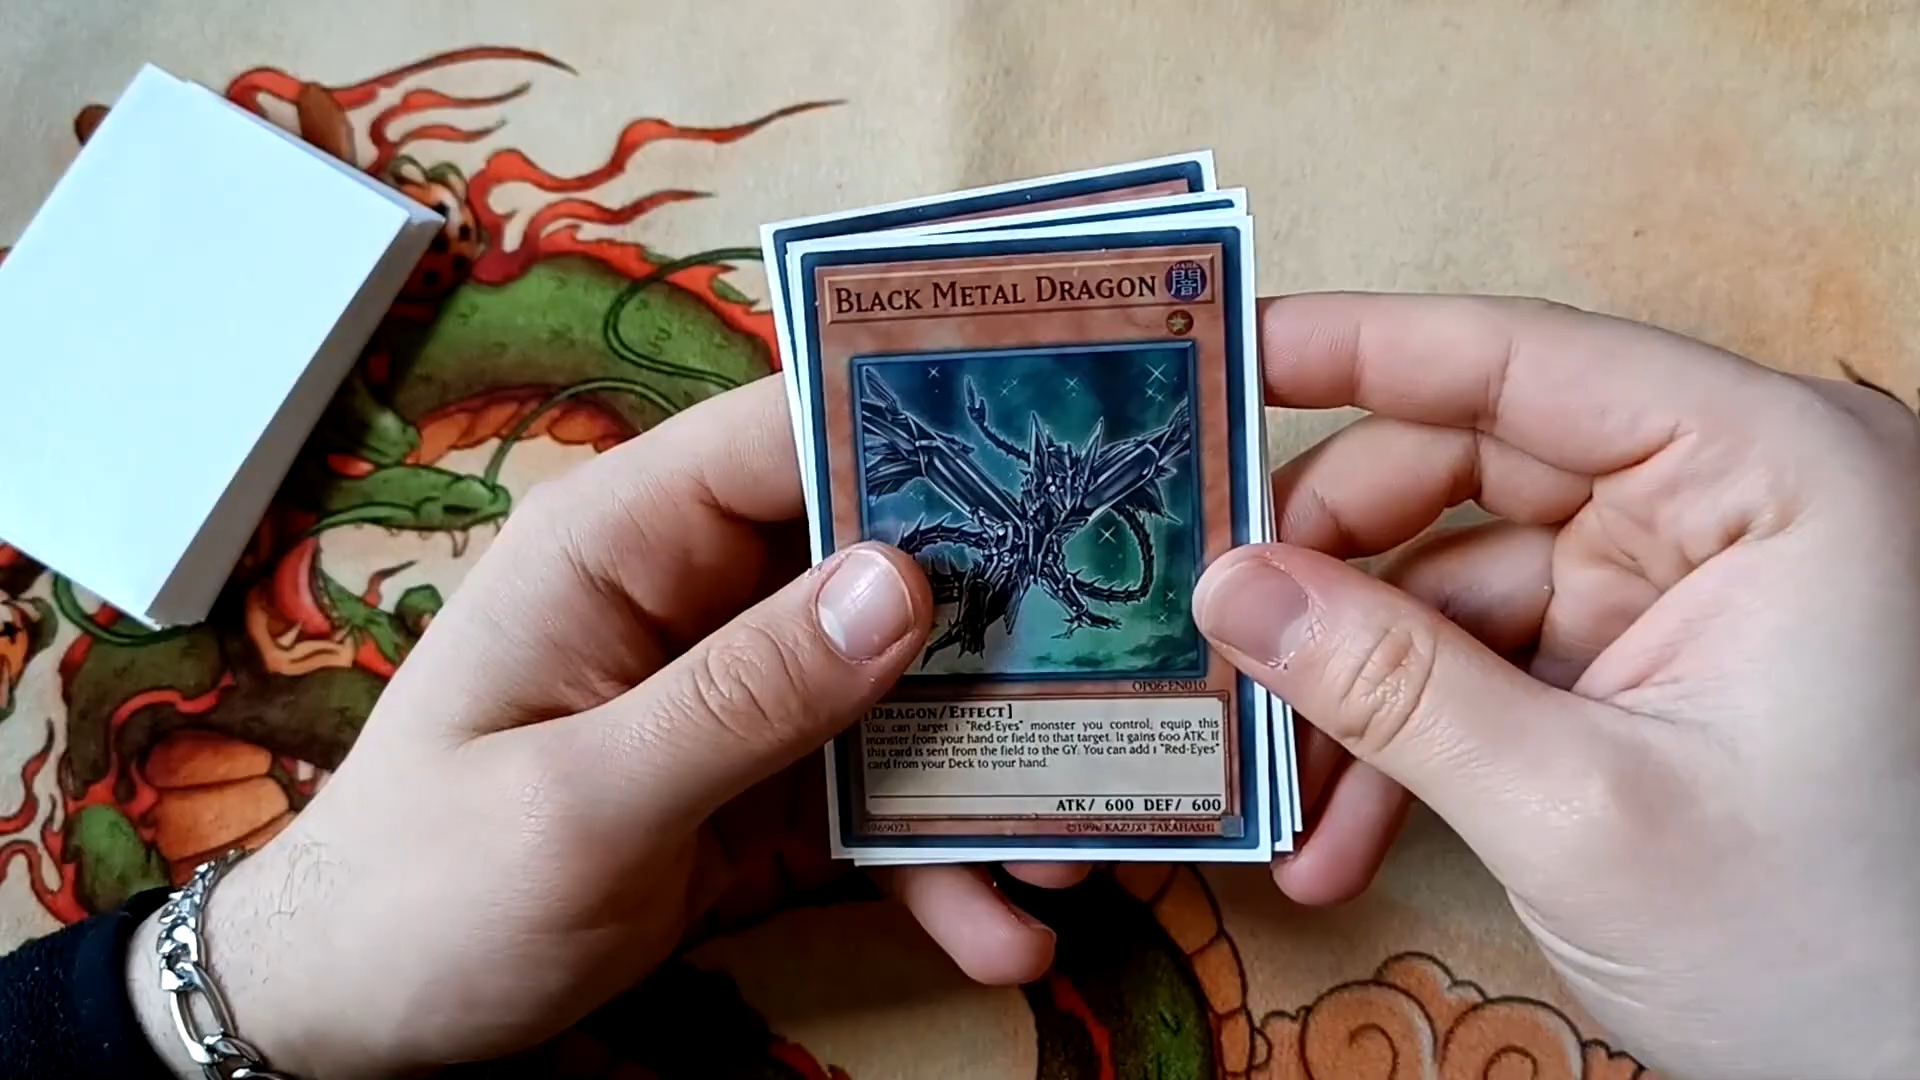 BLACK METAL DRAGON
DARK
闇
OP06-EN010
[DRAGON/EFFECT]
You can target 1 "Red-Eyes" monster you control; equip this
monster from your hand or field to that target. It gains 600 ATK. If
this card is sent from the field to the GY: You can add 1 "Red-Eyes"
card from your Deck to your hand.
ATK/ 600 DEF/ 600
©1996 KAZUKI TAKAHASHI